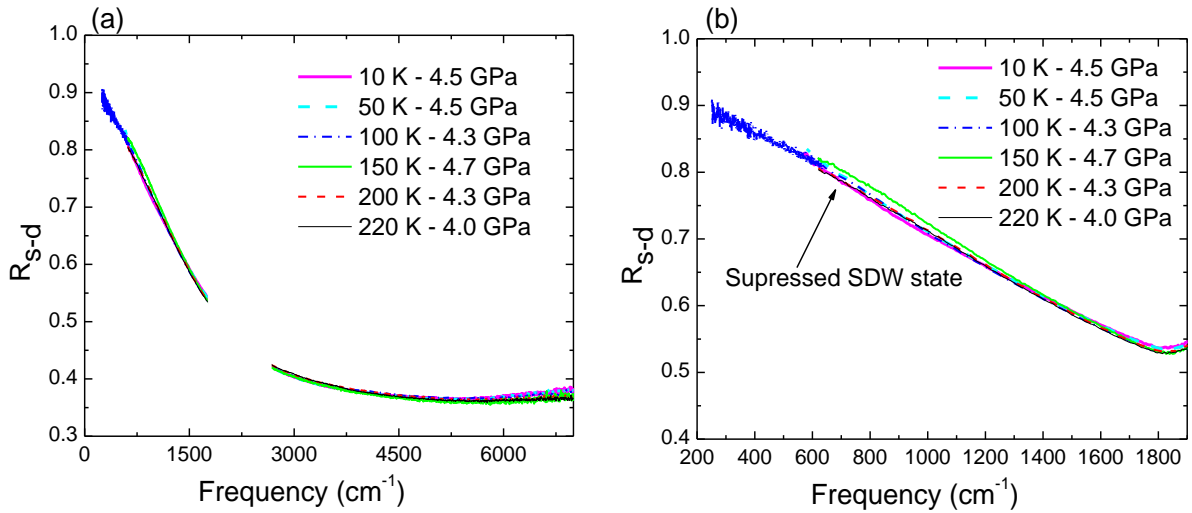 (a)
1.0
0.9
0.8
0.7
0.6
0.5
0.4
0.3
R_{s-d}
0
1500
3000
4500
6000
Frequency (cm^{-1})
10 K - 4.5 GPa
50 K - 4.5 GPa
100 K - 4.3 GPa
150 K - 4.7 GPa
200 K - 4.3 GPa
220 K - 4.0 GPa
(b)
1.0
0.9
0.8
0.7
0.6
0.5
0.4
R_{s-d}
200
400
600
800
1000
1200
1400
1600
1800
Frequency (cm^{-1})
10 K - 4.5 GPa
50 K - 4.5 GPa
100 K - 4.3 GPa
150 K - 4.7 GPa
200 K - 4.3 GPa
220 K - 4.0 GPa
Supressed SDW state